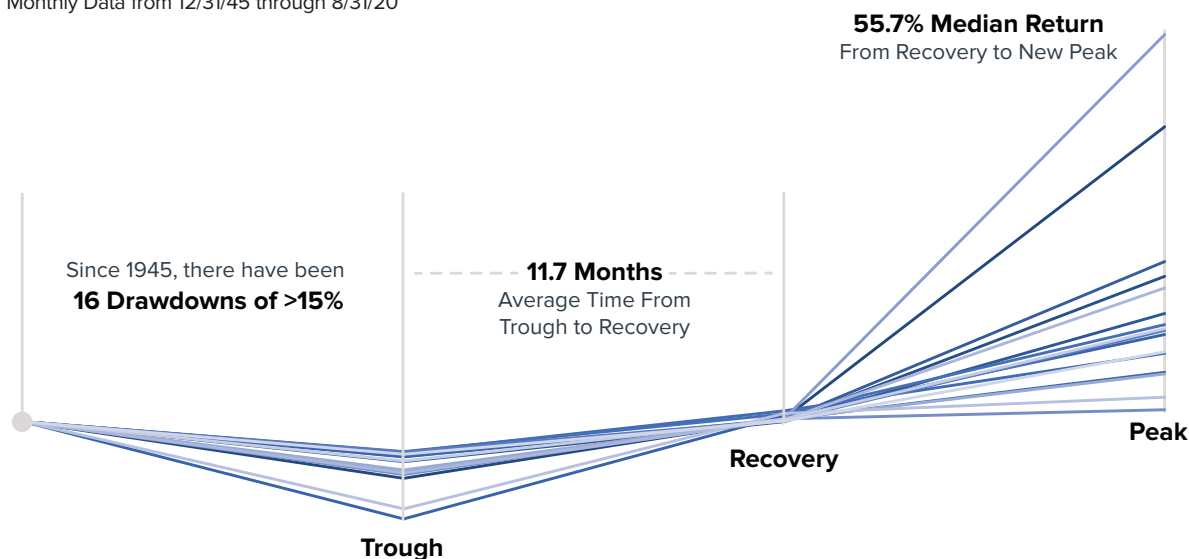 Monthly Data from 12/31/45 through 8/31/20
55.7% Median Return
From Recovery to New Peak
Since 1945, there have been
16 Drawdowns of >15%
11.7 Months
Average Time From
Trough to Recovery
Peak
Recovery
Trough